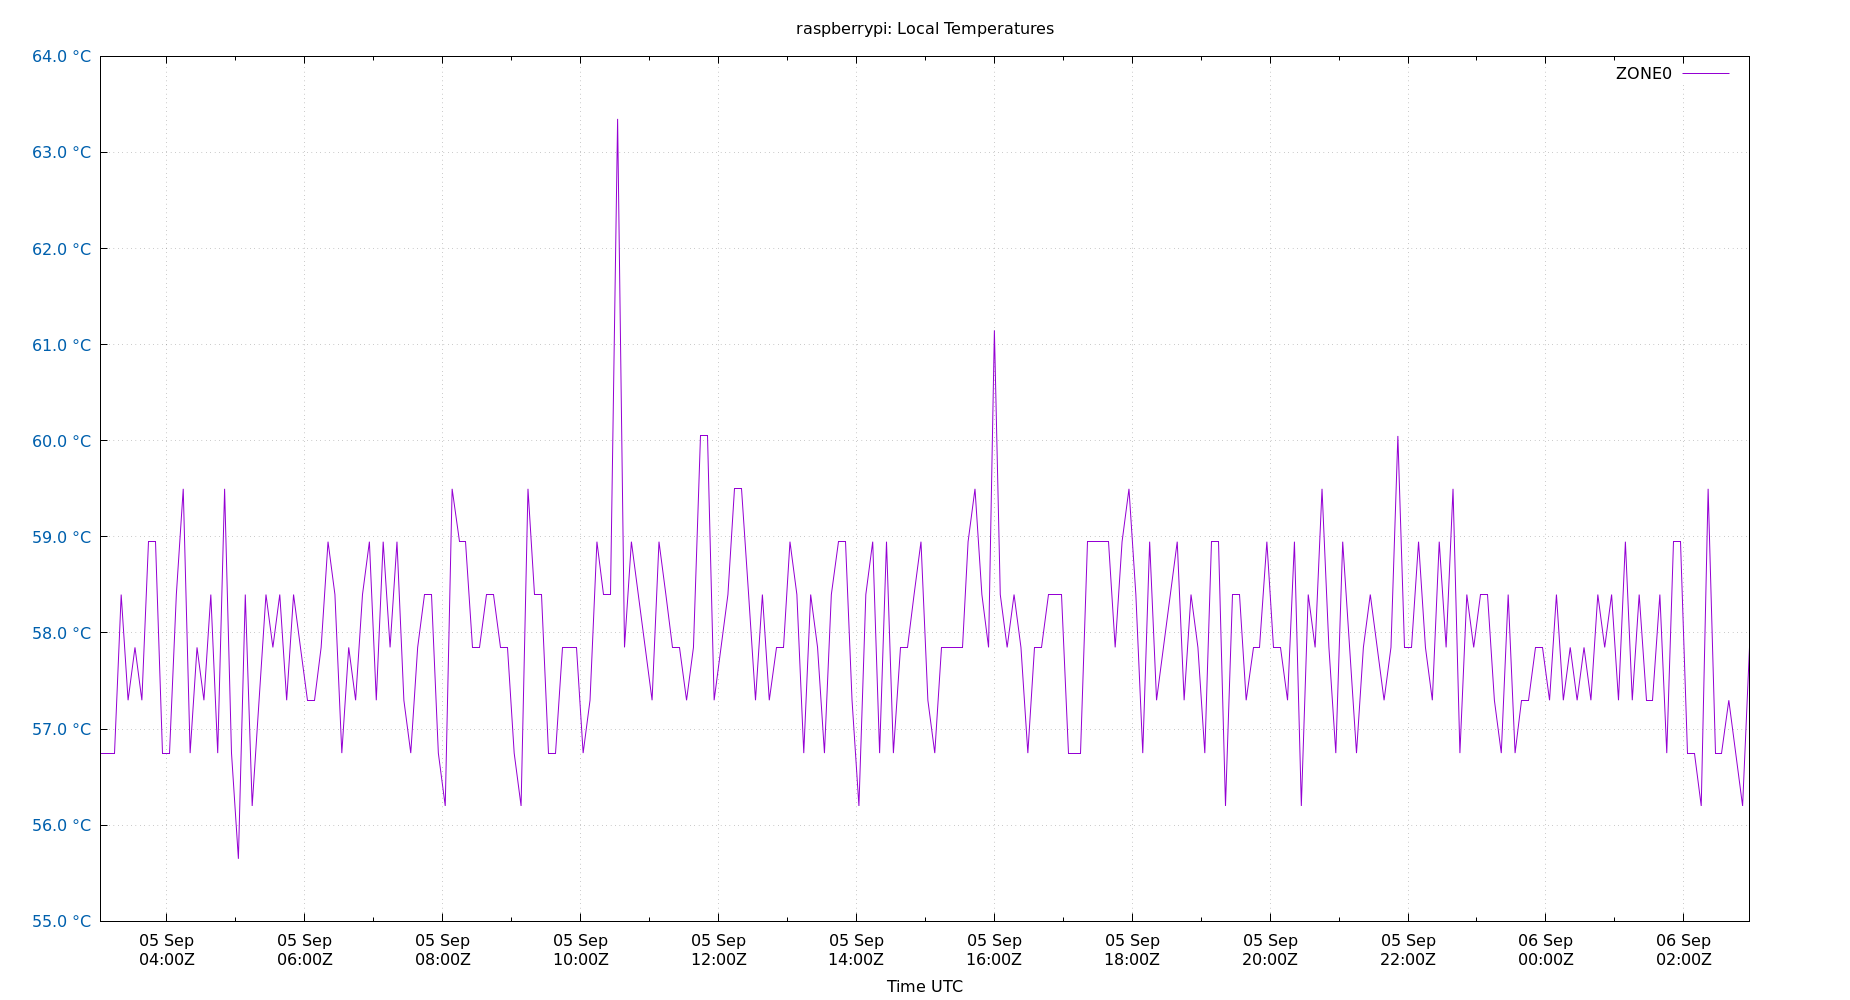 raspberrypi: Local Temperatures
ZONE0
64.0 °C
63.0 °C
62.0 °C
61.0 °C
60.0 °C
59.0 °C
58.0 °C
57.0 °C
56.0 °C
55.0 °C
05 Sep 05 Sep 05 Sep 05 Sep 05 Sep 05 Sep 05 Sep 05 Sep 05 Sep 05 Sep 06 Sep 06 Sep
04:00Z 06:00Z 08:00Z 10:00Z 12:00Z 14:00Z 16:00Z 18:00Z 20:00Z 22:00Z 00:00Z 02:00Z
Time UTC